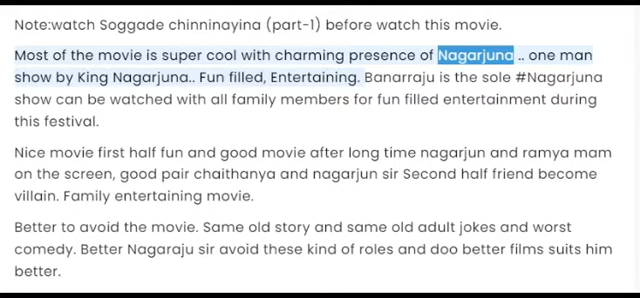 Note:watch Soggade chinninayina (part-1) before watch this movie.
Most of the movie is super cool with charming presence of Nagarjuna .. one man
show by King Nagarjuna.. Fun filled, Entertaining. Banarraju is the sole #Nagarjuna
show can be watched with all family members for fun filled entertainment during
this festival.
Nice movie first half fun and good movie after long time nagarjun and ramya mam
on the screen, good pair chaithanya and nagarjun sir Second half friend become
villain. Family entertaining movie.
Better to avoid the movie. Same old story and same old adult jokes and worst
comedy. Better Nagaraju sir avoid these kind of roles and doo better films suits him
better.